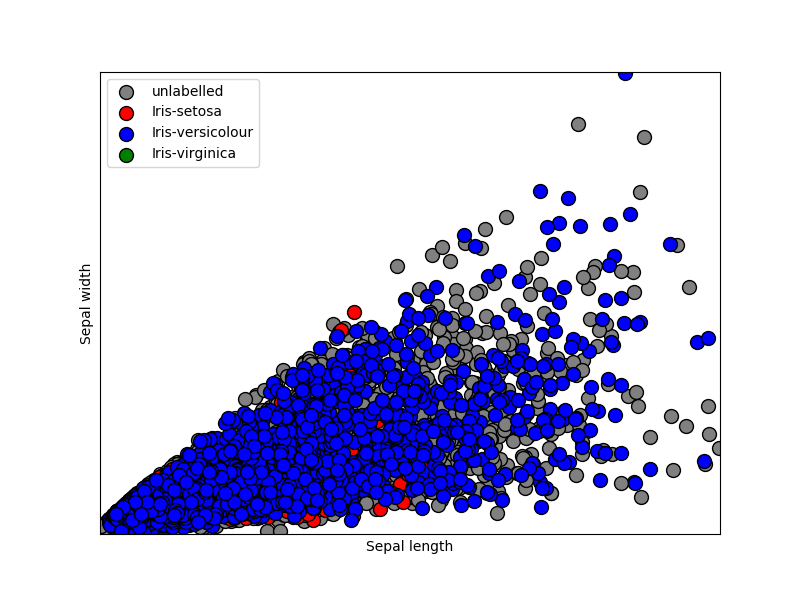 unlabelled
Iris-setosa
Iris-versicolour
Iris-virginica
Sepal width
Sepal length